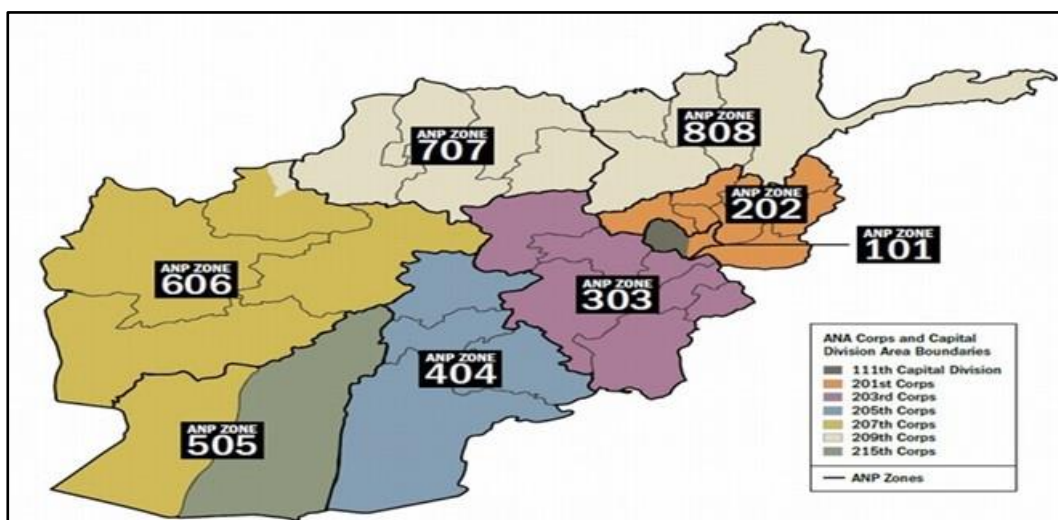 ANP ZONE
808
ANP ZONE
707
ANP ZONE
202
ANP ZONE
101
ANP ZONE
606
ANP ZONE
303
ANP ZONE
404
ANP ZONE
505
ANA Corps and Capital
Division Area Boundaries
111th Capital Division
201st Corps
203rd Corps
205th Corps
207th Corps
209th Corps
215th Corps
ANP Zones